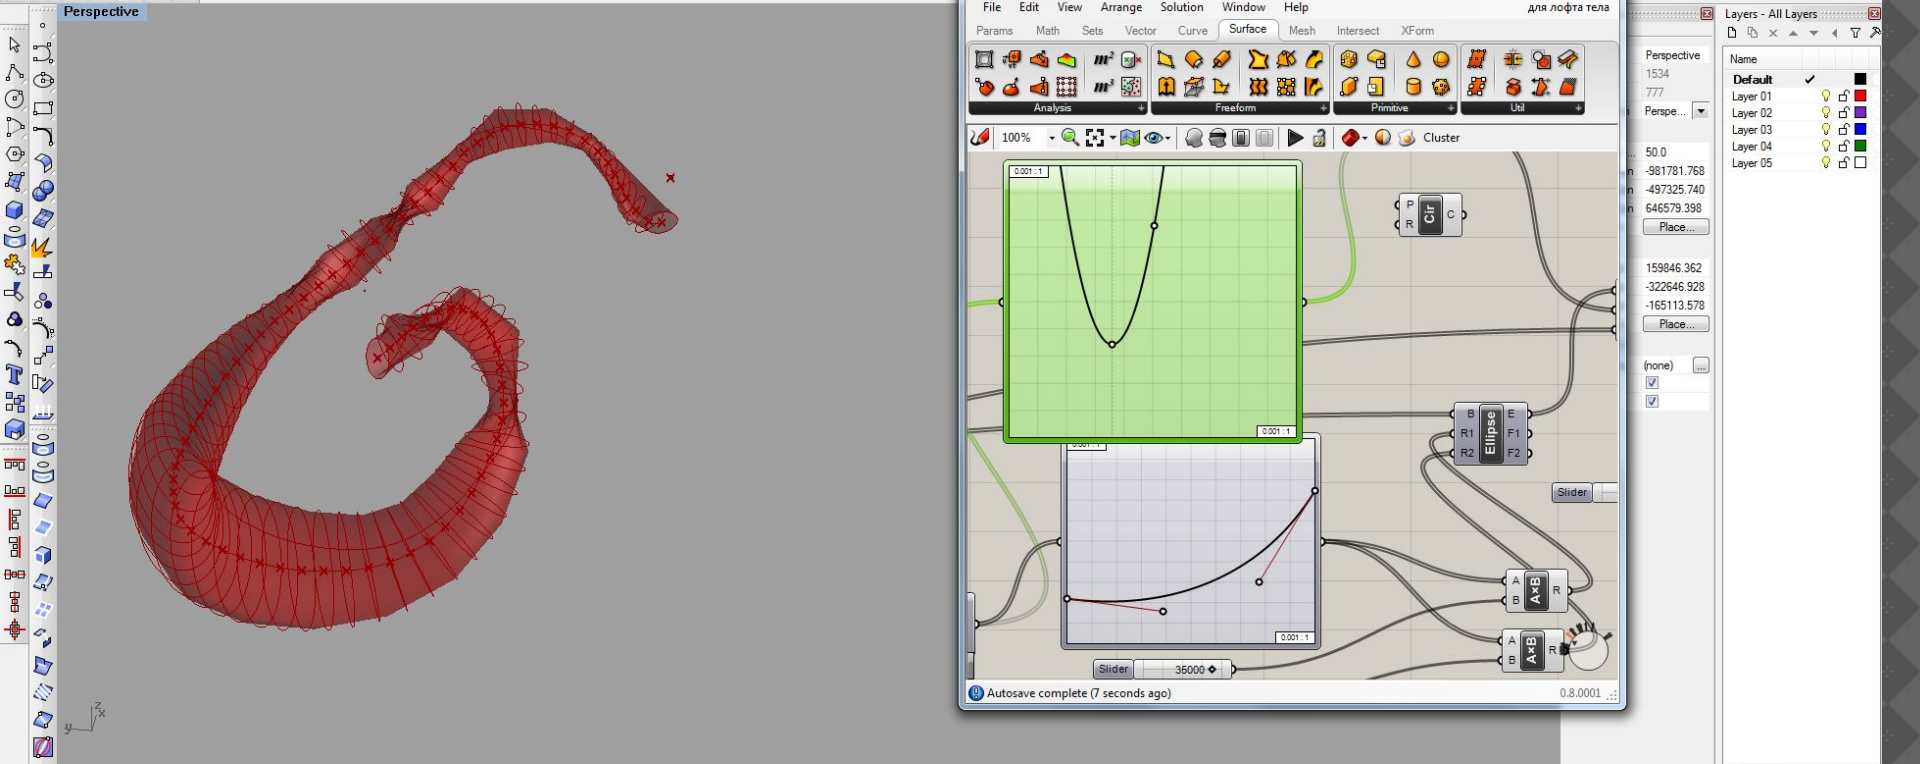 Perspective
File Edit View Arrange Solution Window Help для лофта тела
Params Math Sets Vector Curve Surface Mesh Intersect XForm
m²
m³
Analysis Freeform Primitive Util
100% Cluster
0.001 : 1
0.001 : 1
P
R Cir C
B
R1
R2 Ellipse E
F1
F2
Slider
0.001 : 1
A
B A×B R
A
B A×B R
Slider 35000
Autosave complete (7 seconds ago) 0.8.0001
z
x
y
Perspective
1534
777
Perspe...
50.0
-981781.768
-497325.740
646579.398
Place...
159846.362
-322646.928
-165113.578
Place...
(none) ...
Layers - All Layers
Name
Default
Layer 01
Layer 02
Layer 03
Layer 04
Layer 05